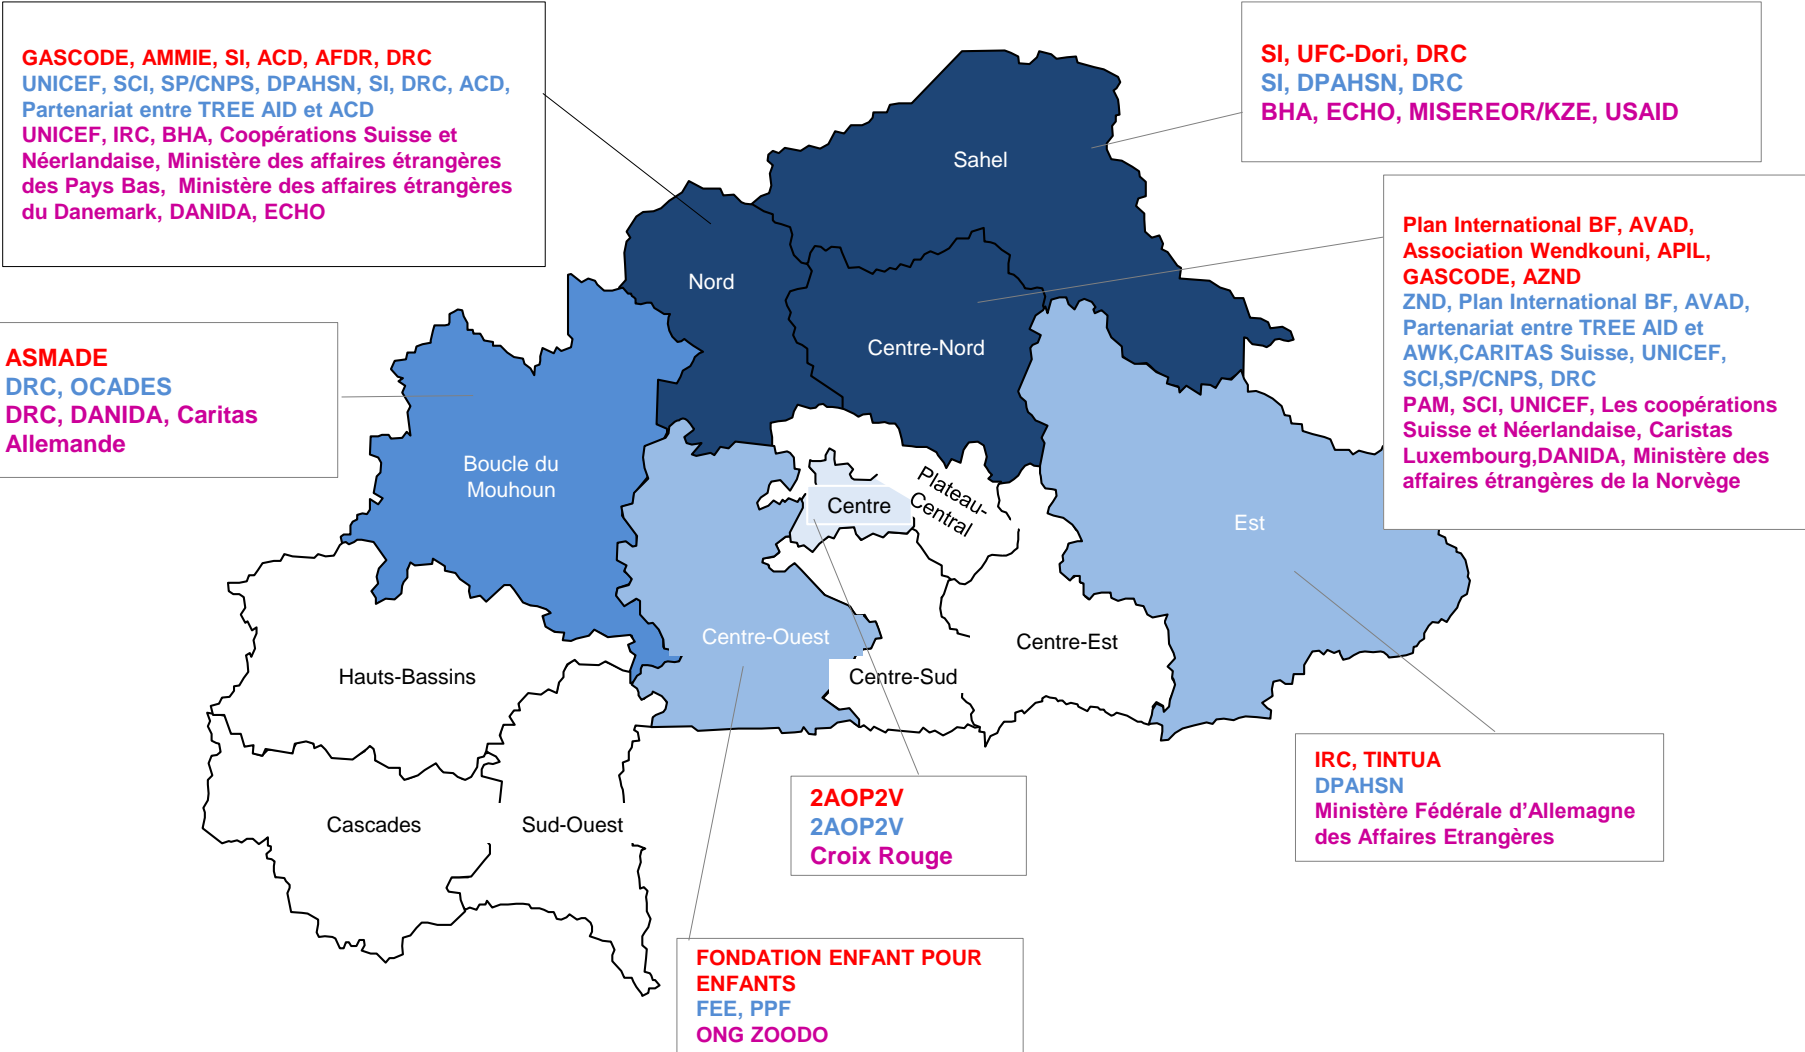 GASCODE, AMMIE, SI, ACD, AFDR, DRC
UNICEF, SCI, SP/CNPS, DPAHSN, SI, DRC, ACD,
Partenariat entre TREE AID et ACD
UNICEF, IRC, BHA, Coopérations Suisse et
Néerlandaise, Ministère des affaires étrangères
des Pays Bas, Ministère des affaires étrangères
du Danemark, DANIDA, ECHO
SI, UFC-Dori, DRC
SI, DPAHSN, DRC
BHA, ECHO, MISEREOR/KZE, USAID
Sahel
Plan International BF, AVAD,
Association Wendkouni, APIL,
GASCODE, AZND
ZND, Plan International BF, AVAD,
Partenariat entre TREE AID et
AWK,CARITAS Suisse, UNICEF,
SCI,SP/CNPS, DRC
PAM, SCI, UNICEF, Les coopérations
Suisse et Néerlandaise, Caristas
Luxembourg,DANIDA, Ministère des
affaires étrangères de la Norvège
Nord
Centre-Nord
ASMADE
DRC, OCADES
DRC, DANIDA, Caritas
Allemande
Boucle du
Mouhoun
Plateau-
Central
Centre
Est
Centre-Ouest
Centre-Est
Hauts-Bassins
Centre-Sud
Cascades
Sud-Ouest
IRC, TINTUA
DPAHSN
Ministère Fédérale d'Allemagne
des Affaires Etrangères
2AOP2V
2AOP2V
Croix Rouge
FONDATION ENFANT POUR
ENFANTS
FEE, PPF
ONG ZOODO